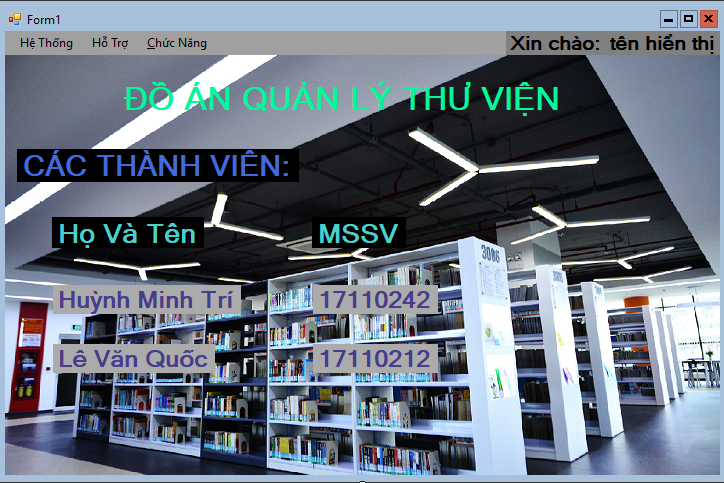 Form1
Hệ Thống Hỗ Trợ Chức Năng Xin chào: tên hiển thị
ĐỒ ÁN QUẢN LÝ THƯ VIỆN
CÁC THÀNH VIÊN:
Họ Và Tên MSSV
3006
Huỳnh Minh Trí 17110242
Lê Văn Quốc 17110212